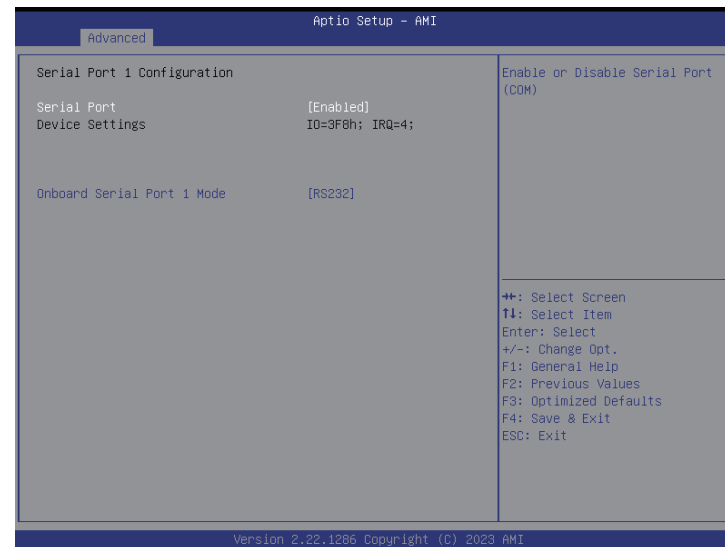 Aptio Setup – AMI
Advanced
Serial Port 1 Configuration
Serial Port [Enabled]
Device Settings IO=3F8h; IRQ=4;
Onboard Serial Port 1 Mode [RS232]
Enable or Disable Serial Port
(COM)
→←: Select Screen
↑↓: Select Item
Enter: Select
+/-: Change Opt.
F1: General Help
F2: Previous Values
F3: Optimized Defaults
F4: Save & Exit
ESC: Exit
Version 2.22.1286 Copyright (C) 2023 AMI